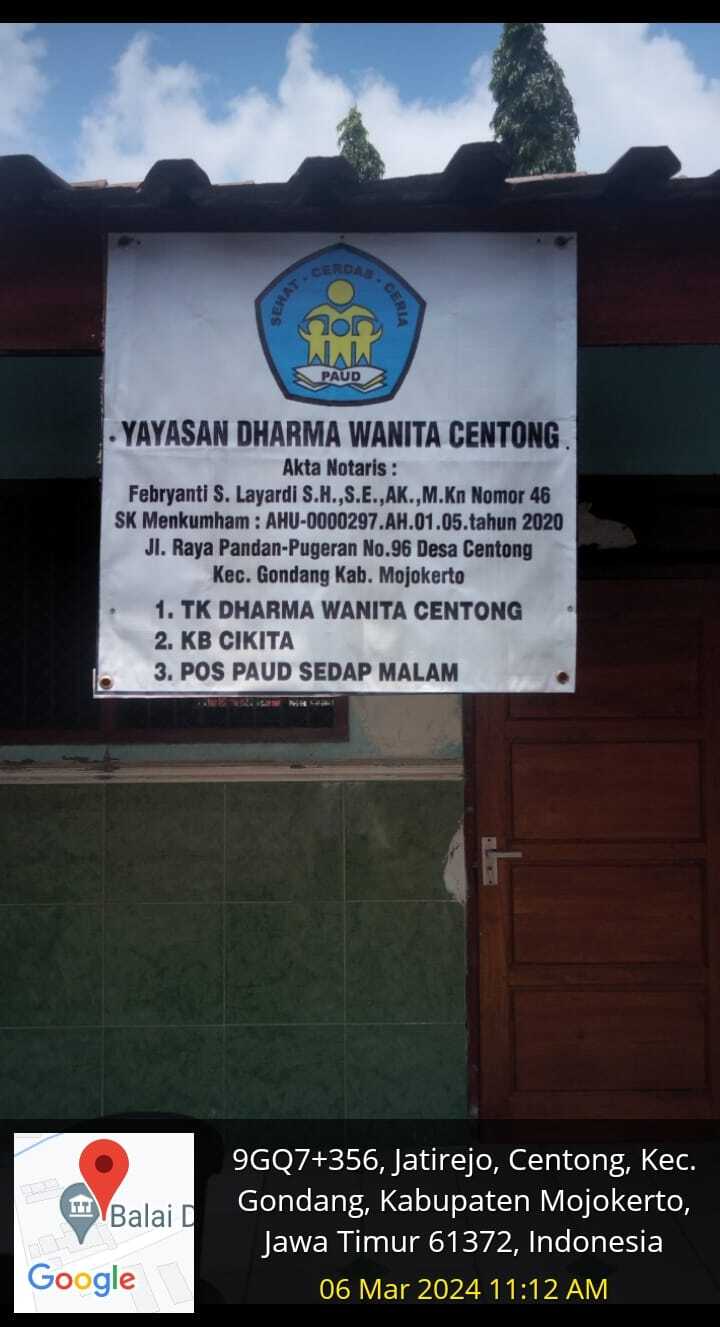 SEHAT - CERDAS - CERIA
PAUD
YAYASAN DHARMA WANITA CENTONG
Akta Notaris :
Febryanti S. Layardi S.H.,S.E.,AK.,M.Kn Nomor 46
SK Menkumham : AHU-0000297.AH.01.05.tahun 2020
Jl. Raya Pandan-Pugeran No.96 Desa Centong
Kec. Gondang Kab. Mojokerto
1. TK DHARMA WANITA CENTONG
2. KB CIKITA
3. POS PAUD SEDAP MALAM
Balai D
Google
9GQ7+356, Jatirejo, Centong, Kec.
Gondang, Kabupaten Mojokerto,
Jawa Timur 61372, Indonesia
06 Mar 2024 11:12 AM